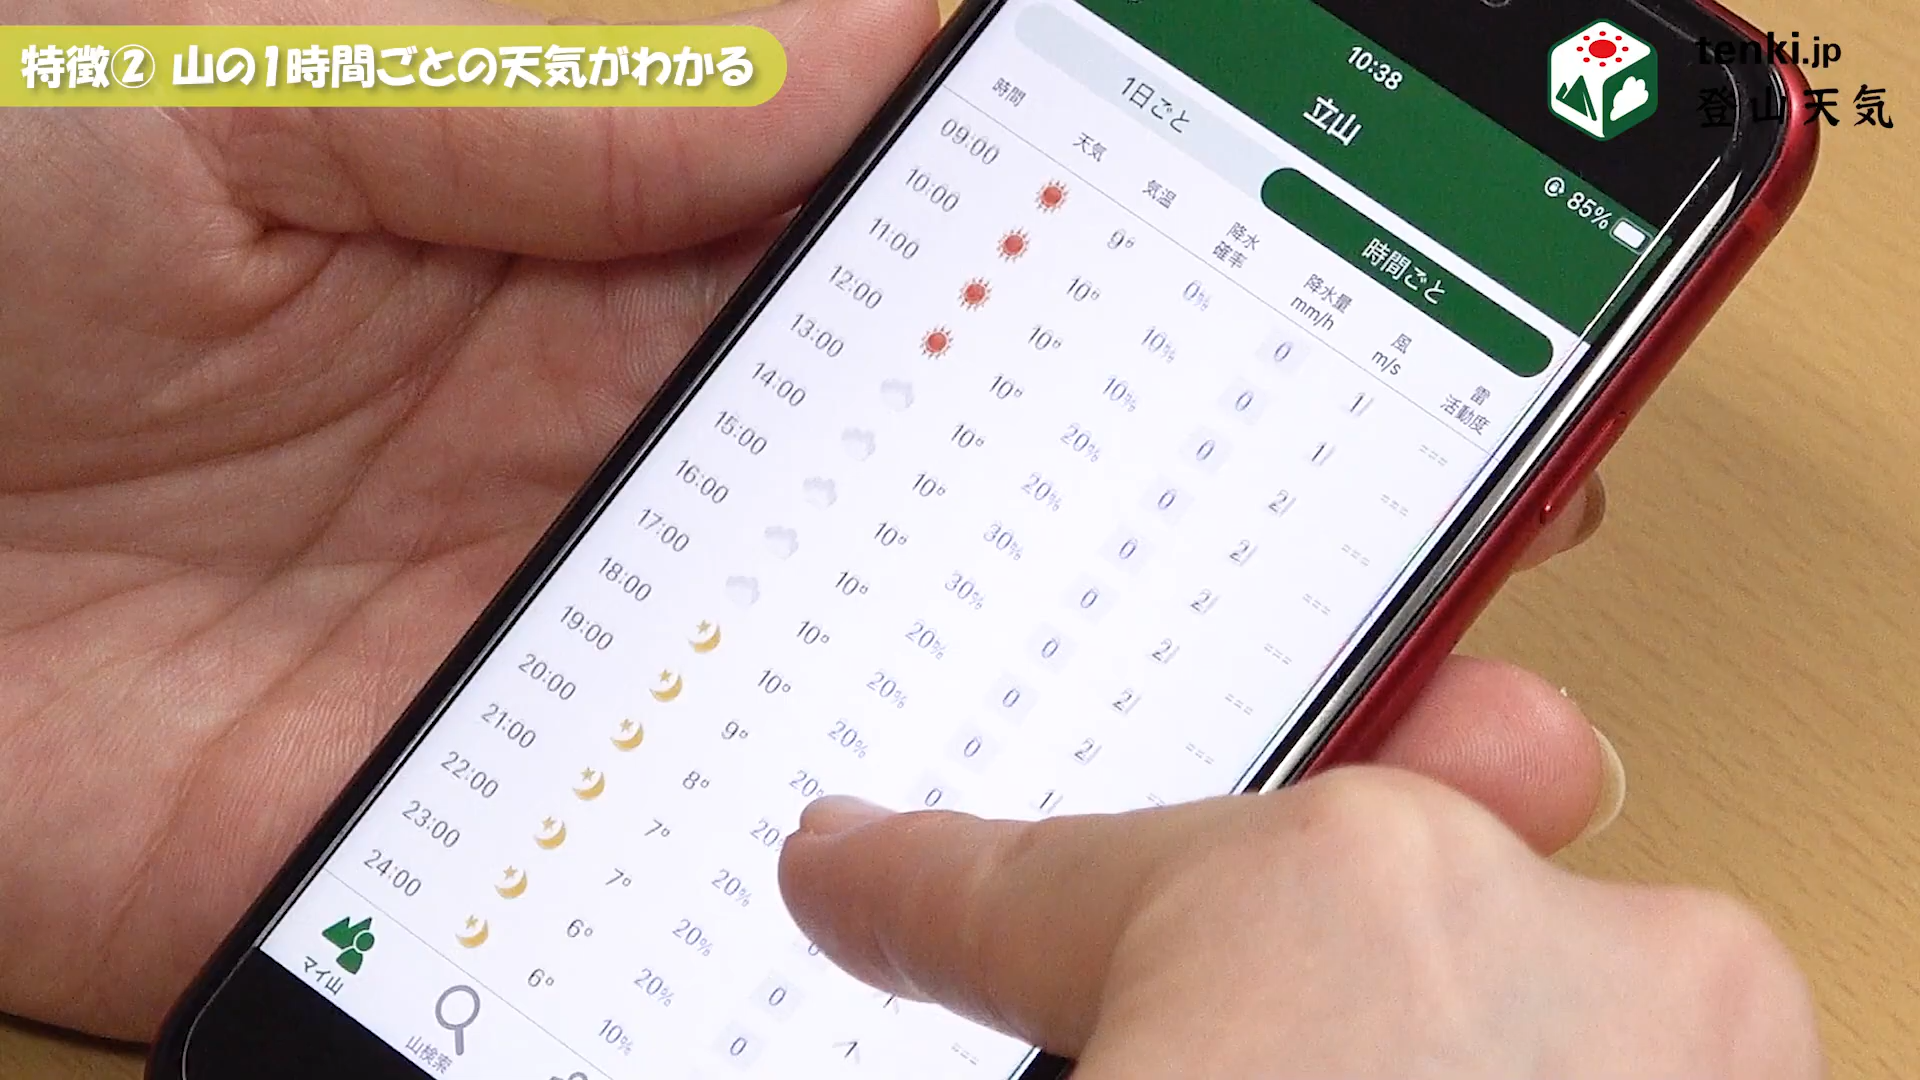 特徴② 山の1時間ごとの天気がわかる
tenki.jp
登山天気
10:38
85%
立山
1日ごと
時間ごと
時間 天気 気温 降水確率 降水量mm/h 風m/s 雷活動度
09:00 9° 0% 0 1 ===
10:00 10° 10% 0 1 ===
11:00 10° 10% 0 2 ===
12:00 10° 20% 0 2 ===
13:00 10° 20% 0 2 ===
14:00 10° 30% 0 2 ===
15:00 10° 30% 0 2 ===
16:00 10° 20% 0 2
17:00 10° 20% 0 1
18:00 10° 20% 0
19:00 9° 20
20:00 8° 20
21:00 7° 20%
22:00 7° 20% ===
23:00 6° 20% 0 1
24:00 6° 10% 0
マイ山
山検索